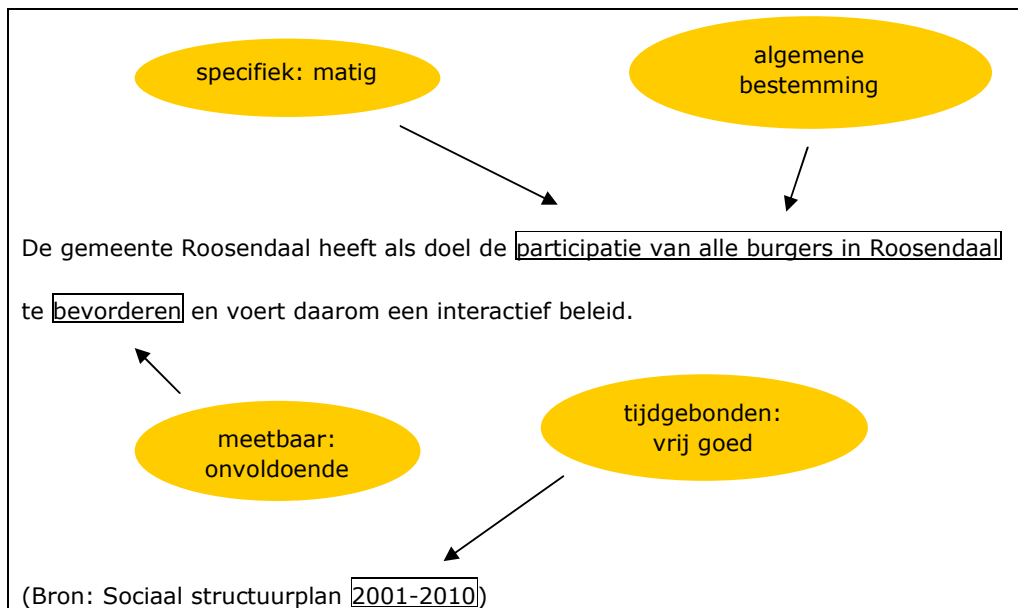 specifiek: matig
algemene
bestemming
De gemeente Roosendaal heeft als doel de participatie van alle burgers in Roosendaal
te bevorderen en voert daarom een interactief beleid.
meetbaar:
onvoldoende
tijdgebonden:
vrij goed
(Bron: Sociaal structuurplan 2001-2010)